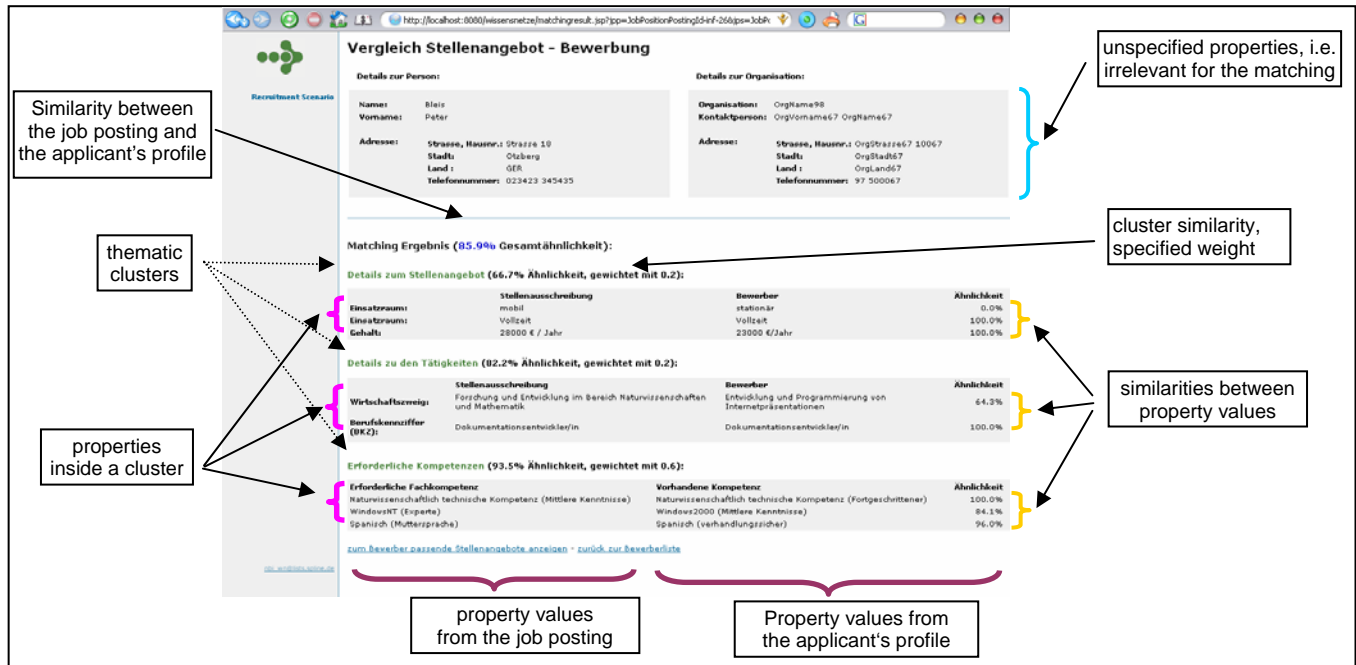 http://localhost:8080/wissensnetze/matchingresult.jsp?jpp=JobPositionPostingId-inf-26&jps=JobPo
Vergleich Stellenangebot - Bewerbung
Details zur Person:
Details zur Organisation:
Recruitment Scenario
Name: Bleis
Vorname: Peter
Adresse: Strasse, Hausnr.: Strasse 10
Stadt: Otzberg
Land : GER
Telefonnummer: 023423 345435
Organisation: OrgName98
Kontaktperson: OrgVorname67 OrgName67
Adresse: Strasse, Hausnr.: OrgStrasse67 10067
Stadt: OrgStadt67
Land : OrgLand67
Telefonnummer: 97 500067
unspecified properties, i.e.
irrelevant for the matching
Similarity between
the job posting and
the applicant's profile
Matching Ergebnis (85.9% Gesamtähnlichkeit):
cluster similarity,
specified weight
thematic
clusters
Details zum Stellenangebot (66.7% Ähnlichkeit, gewichtet mit 0.2):
Stellenausschreibung Bewerber Ähnlichkeit
Einsatzraum: mobil stationär 0.0%
Einsatzraum: Vollzeit Vollzeit 100.0%
Gehalt: 28000 € / Jahr 23000 €/Jahr 100.0%
Details zu den Tätigkeiten (82.2% Ähnlichkeit, gewichtet mit 0.2):
Stellenausschreibung Bewerber Ähnlichkeit
Wirtschaftszweig: Forschung und Entwicklung im Bereich Naturwissenschaften
und Mathematik
Entwicklung und Programmierung von
Internetpräsentationen
64.3%
Berufskennziffer
(BKZ): Dokumentationsentwickler/in Dokumentationsentwickler/in 100.0%
similarities between
property values
properties
inside a cluster
Erforderliche Kompetenzen (93.5% Ähnlichkeit, gewichtet mit 0.6):
Erforderliche Fachkompetenz Vorhandene Kompetenz Ähnlichkeit
Naturwissenschaftlich technische Kompetenz (Mittlere Kenntnisse) Naturwissenschaftlich technische Kompetenz (Fortgeschrittener) 100.0%
WindowsNT (Experte) Windows2000 (Mittlere Kenntnisse) 84.1%
Spanisch (Muttersprache) Spanisch (verhandlungssicher) 96.0%
zum Bewerber passende Stellenangebote anzeigen - zurück zur Bewerberliste
property values
from the job posting
Property values from
the applicant's profile